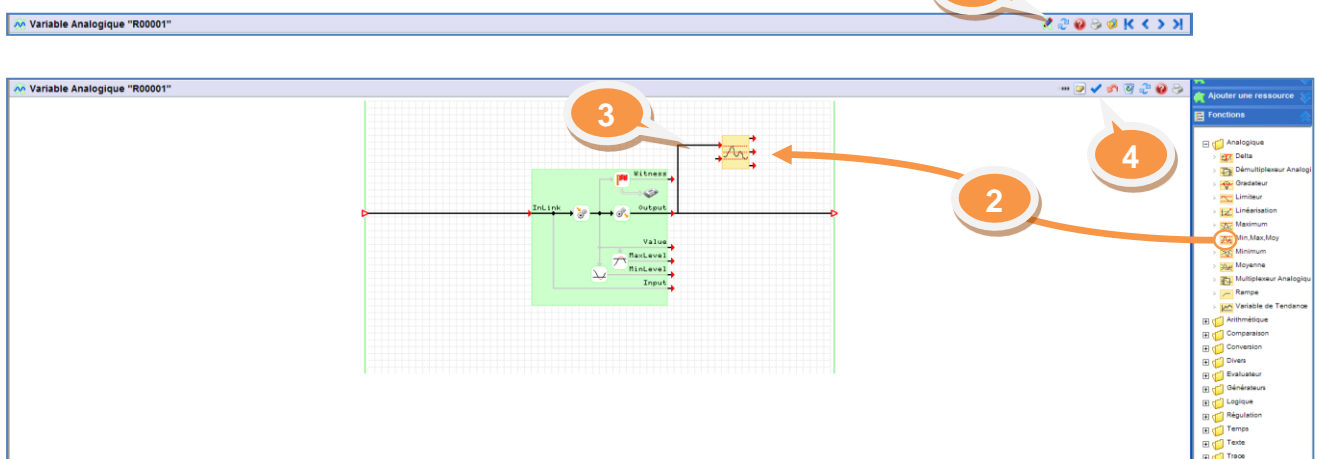 Variable Analogique "R00001"
Variable Analogique "R00001"
Ajouter une ressource
Fonctions
3
4
2
Witness
InLink
Output
Value
MaxLevel
MinLevel
Input
Analogique
Delta
Démultiplexeur Analogi
Gradateur
Limiteur
Linéarisation
Maximum
Min,Max,Moy
Minimum
Moyenne
Multiplexeur Analogiqu
Rampe
Variable de Tendance
Arithmétique
Comparaison
Conversion
Divers
Evaluateur
Générateurs
Logique
Régulation
Temps
Texte
Trace